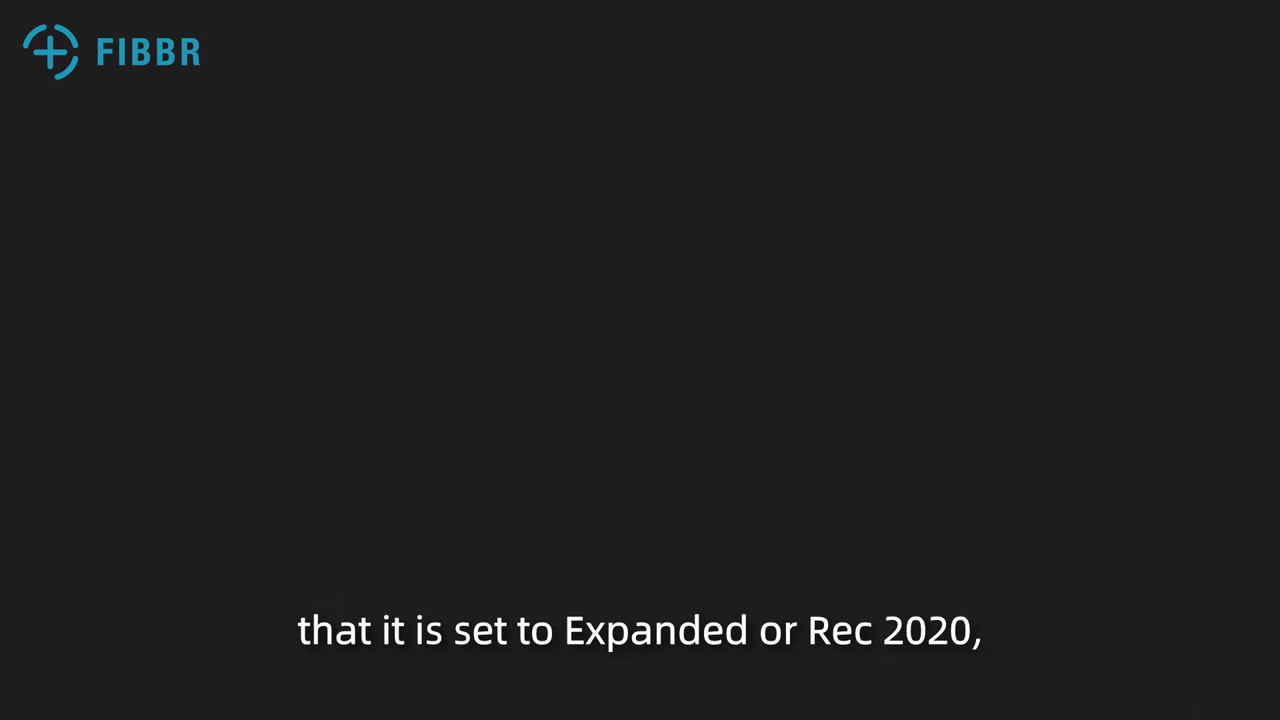 FIBBR
that it is set to Expanded or Rec 2020,